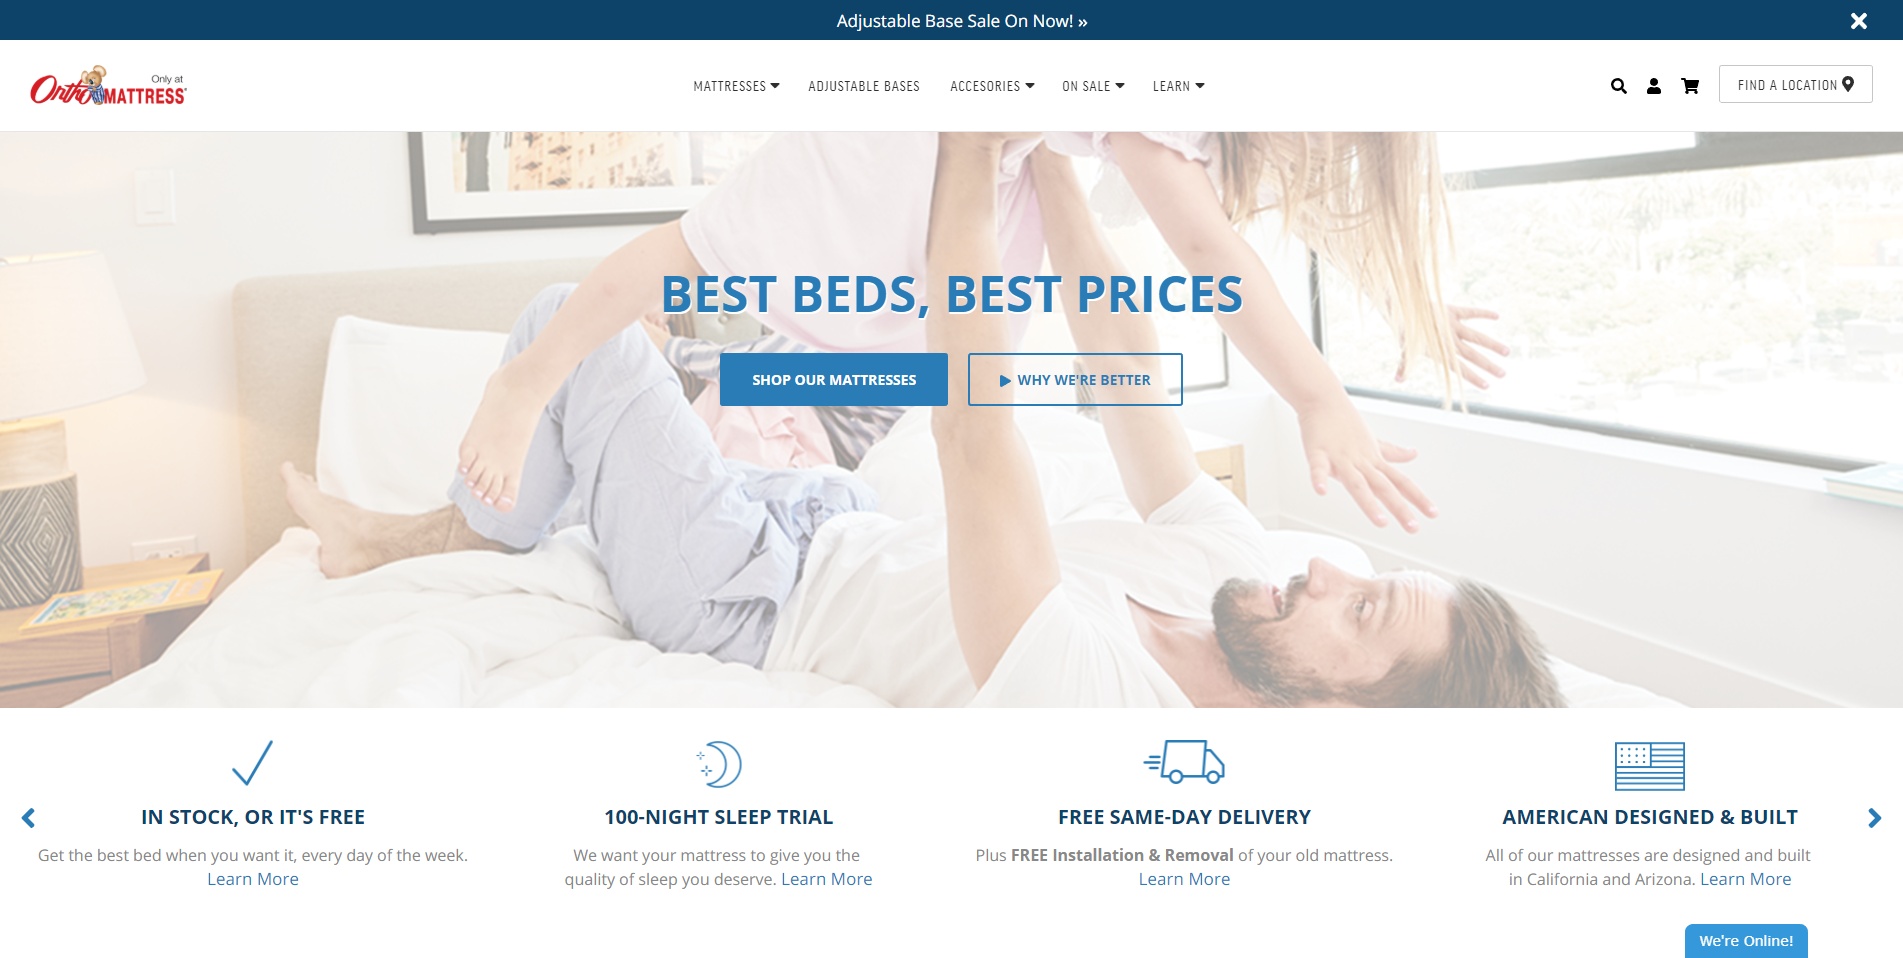 Adjustable Base Sale On Now! »
Only at
Ortho MATTRESS
MATTRESSES
ADJUSTABLE BASES
ACCESORIES
ON SALE
LEARN
FIND A LOCATION
BEST BEDS, BEST PRICES
SHOP OUR MATTRESSES
WHY WE'RE BETTER
IN STOCK, OR IT'S FREE
Get the best bed when you want it, every day of the week.
Learn More
100-NIGHT SLEEP TRIAL
We want your mattress to give you the
quality of sleep you deserve. Learn More
FREE SAME-DAY DELIVERY
Plus FREE Installation & Removal of your old mattress.
Learn More
AMERICAN DESIGNED & BUILT
All of our mattresses are designed and built
in California and Arizona. Learn More
We're Online!